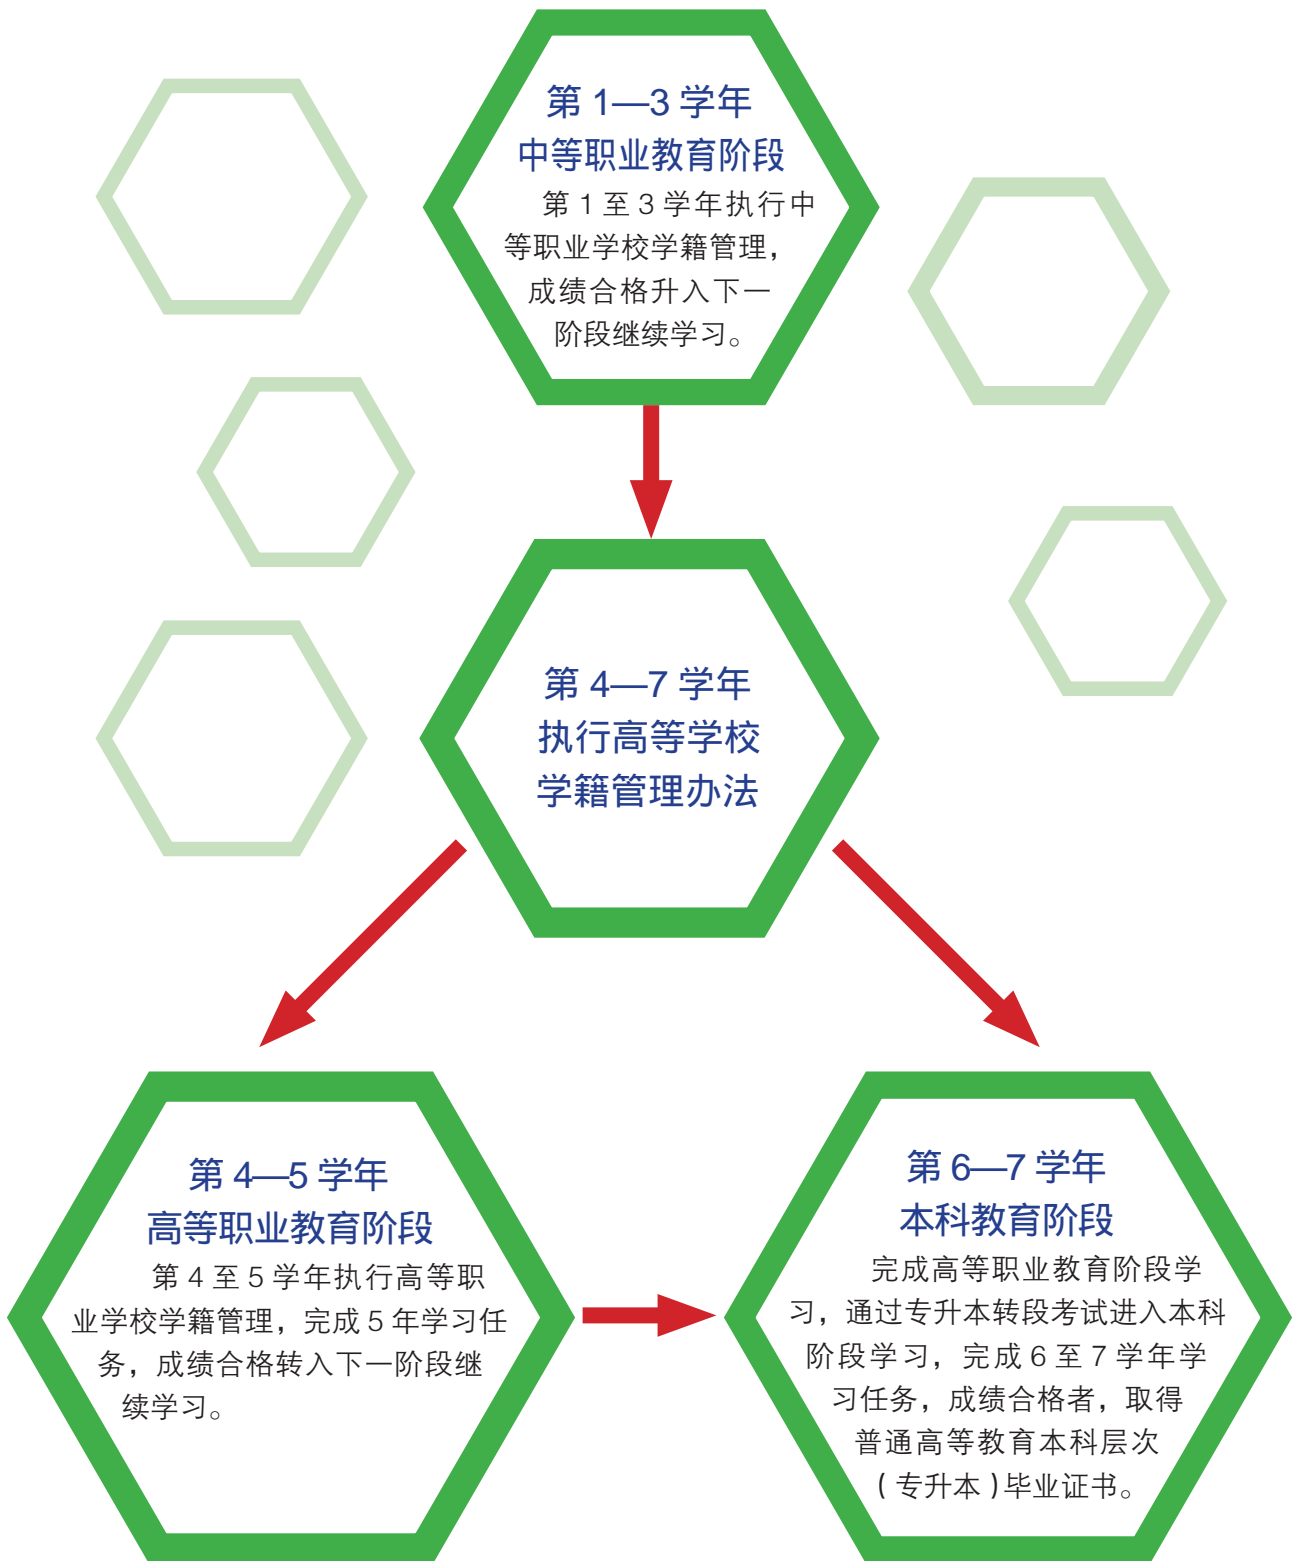 第 1—3 学年
中等职业教育阶段
第 1 至 3 学年执行中
等职业学校学籍管理，
成绩合格升入下一
阶段继续学习。
第 4—7 学年
执行高等学校
学籍管理办法
第 4—5 学年
高等职业教育阶段
第 4 至 5 学年执行高等职
业学校学籍管理，完成 5 年学习任
务，成绩合格转入下一阶段继
续学习。
第 6—7 学年
本科教育阶段
完成高等职业教育阶段学
习，通过专升本转段考试进入本科
阶段学习，完成 6 至 7 学年学
习任务，成绩合格者，取得
普通高等教育本科层次
( 专升本 ) 毕业证书。